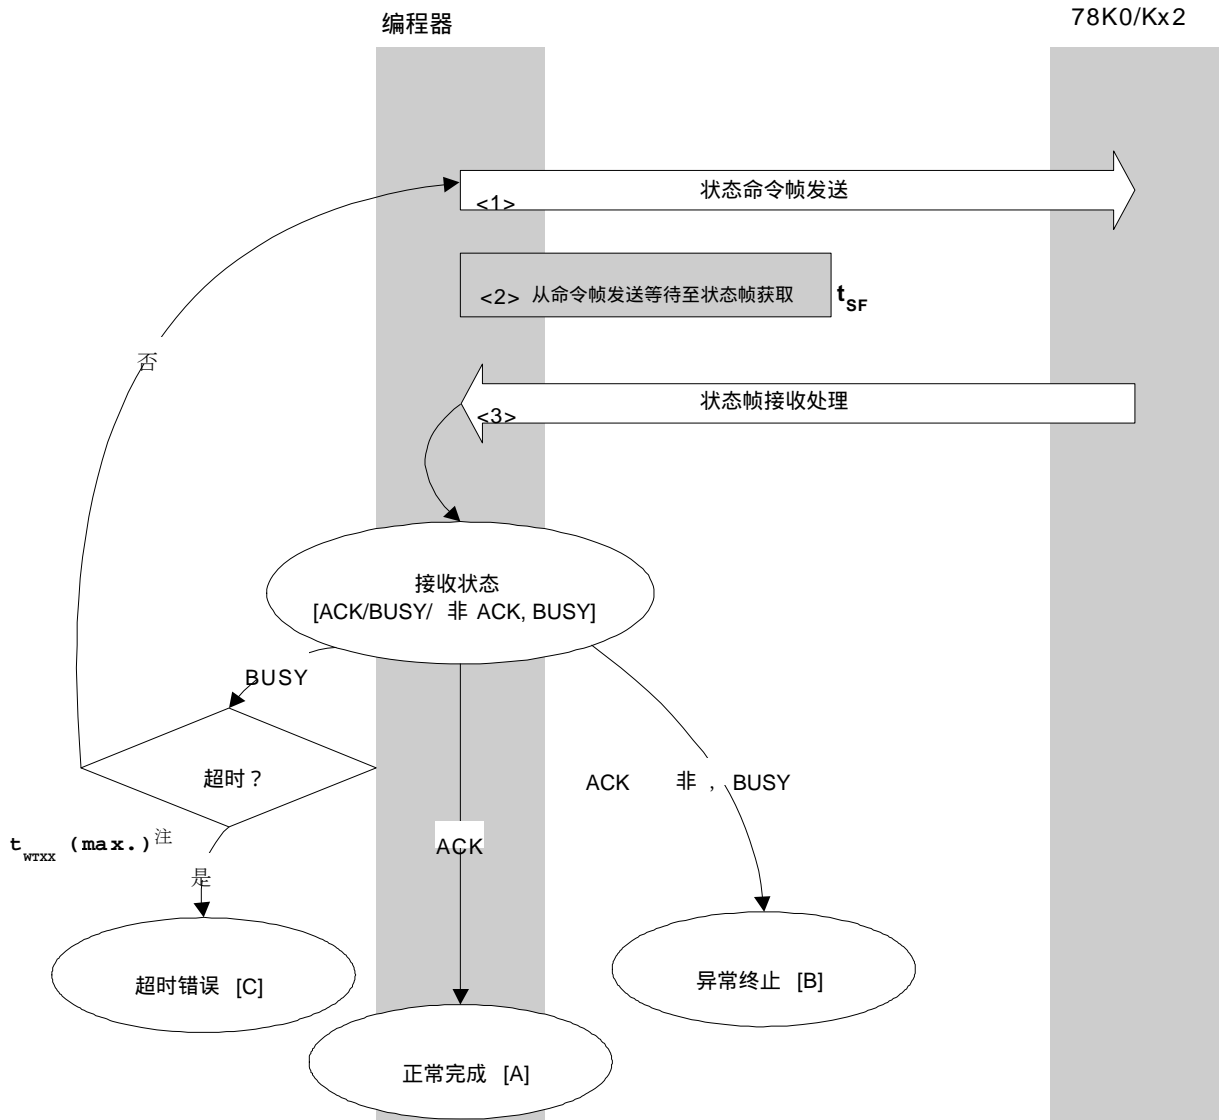 编程器
78K0/Kx2
状态命令帧发送
<1>
<2> 从命令帧发送等待至状态帧获取
tSF
否
状态帧接收处理
<3>
接收状态
[ACK/BUSY/ 非 ACK, BUSY]
BUSY
超时？
ACK 非 ， BUSY
tWTXX (max.)注
ACK
是
超时错误 [C]
异常终止 [B]
正常完成 [A]